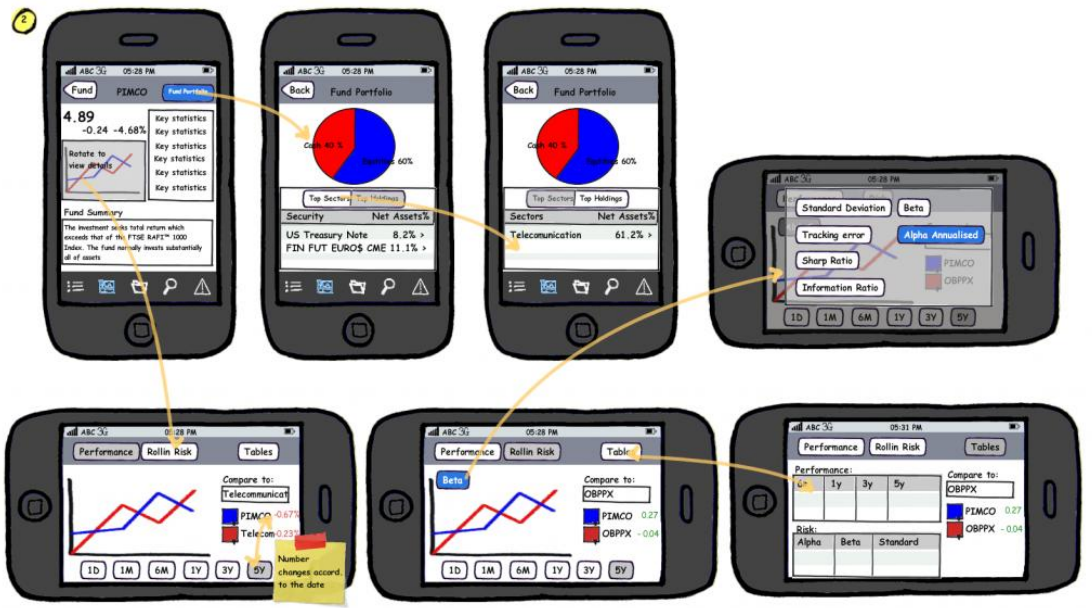 2
ABC 3G 05:28 PM
Fund PIMCO Fund Portfolio
4.89
-0.24 -4.68%
Key statistics
Key statistics
Key statistics
Key statistics
Key statistics
Key statistics
Rotate to
view details
Fund Summary
The investment seeks total return which
exceeds that of the FTSE RAFI™ 1000
Index. The fund normally invests substantially
all of assets
ABC 3G 05:28 PM
Back Fund Portfolio
Cash 40 %
Equities 60%
Top Sectors Top Holdings
Security Net Assets%
US Treasury Note 8.2% >
FIN FUT EURO$ CME 11.1% >
ABC 3G 05:28 PM
Back Fund Portfolio
Cash 40 %
Equities 60%
Top Sectors Top Holdings
Sectors Net Assets%
Telecomunication 61.2% >
ABC 3G 05:28 PM
Standard Deviation Beta
Tracking error Alpha Annualised
Sharp Ratio
Information Ratio
PIMCO
OBPPX
1D 1M 6M 1Y 3Y 5Y
ABC 3G 05:28 PM
Performance Rollin Risk Tables
Compare to:
Telecommunicat
PIMCO -0.67%
Telecom -0.23%
1D 1M 6M 1Y 3Y 5Y
Number
changes accord.
to the date
ABC 3G 05:28 PM
Performance Rollin Risk Tables
Beta
Compare to:
OBPPX
PIMCO 0.27
OBPPX -0.04
1D 1M 6M 1Y 3Y 5Y
ABC 3G 05:31 PM
Performance Rollin Risk Tables
Performance:
1y 3y 5y
Risk:
Alpha Beta Standard
Compare to:
OBPPX
PIMCO 0.27
OBPPX -0.04